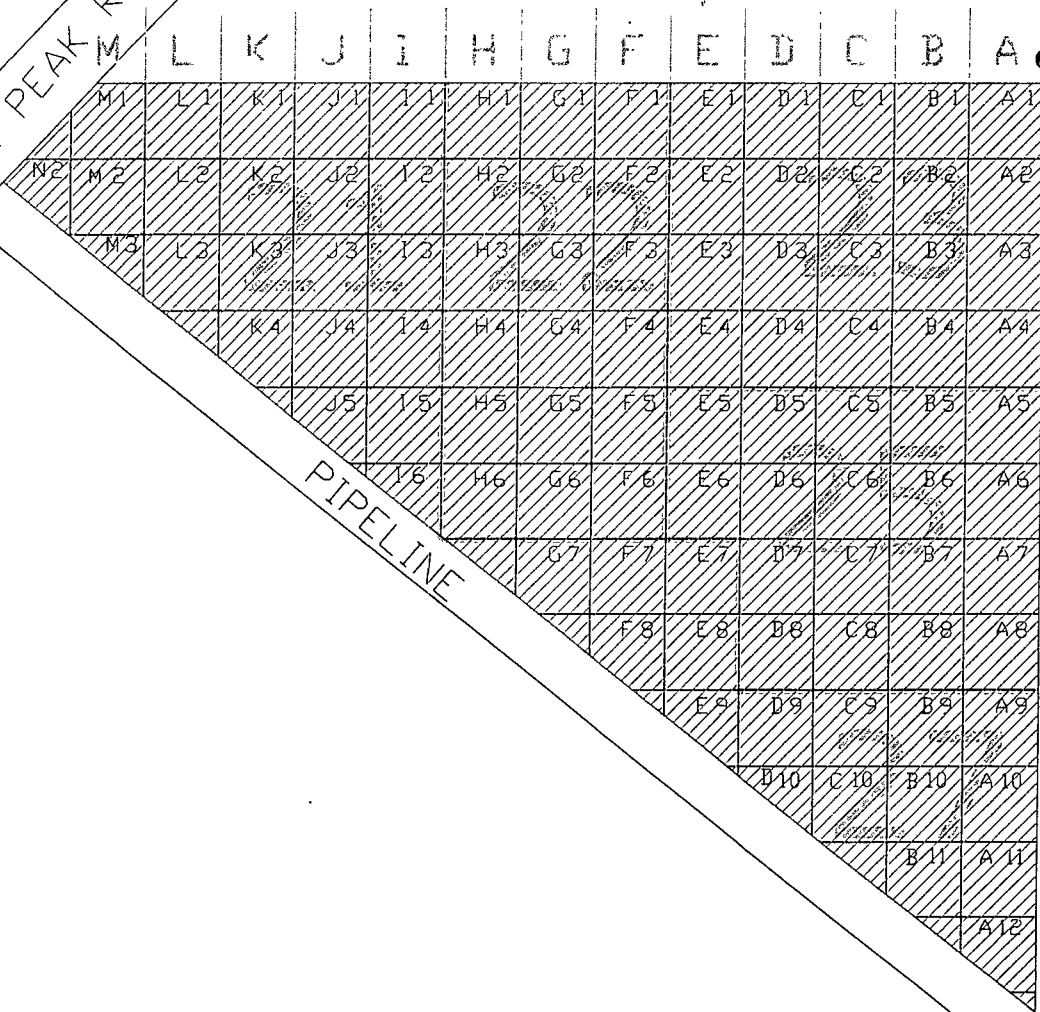 PEAK
M L K J I H G F E D C B A
M1 L1 K1 J1 I1 H1 G1 F1 E1 D1 C1 B1 A1
N2 M2 L2 K2 J2 I2 H2 G2 F2 E2 D2 C2 B2 A2
21 22 23
M3 L3 K3 J3 I3 H3 G3 F3 E3 D3 C3 B3 A3
K4 J4 I4 H4 G4 F4 E4 D4 C4 B4 A4
J5 I5 H5 G5 F5 E5 D5 C5 B5 A5
25
I6 H6 G6 F6 E6 D6 C6 B6 A6
PIPELINE
G7 F7 E7 D7 C7 B7 A7
F8 E8 D8 C8 B8 A8
E9 D9 C9 B9 A9
27
D10 C10 B10 A10
B11 A11
A12